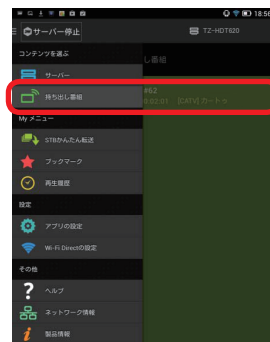 18:56
サーバー停止
TZ-HDT620
コンテンツを選ぶ
サーバー
持ち出し番組
し番組
#62
My メニュー
STBかんたん転送
ブックマーク
再生履歴
設定
アプリの設定
Wi-Fi Directの設定
その他
ヘルプ
ネットワーク情報
製品情報